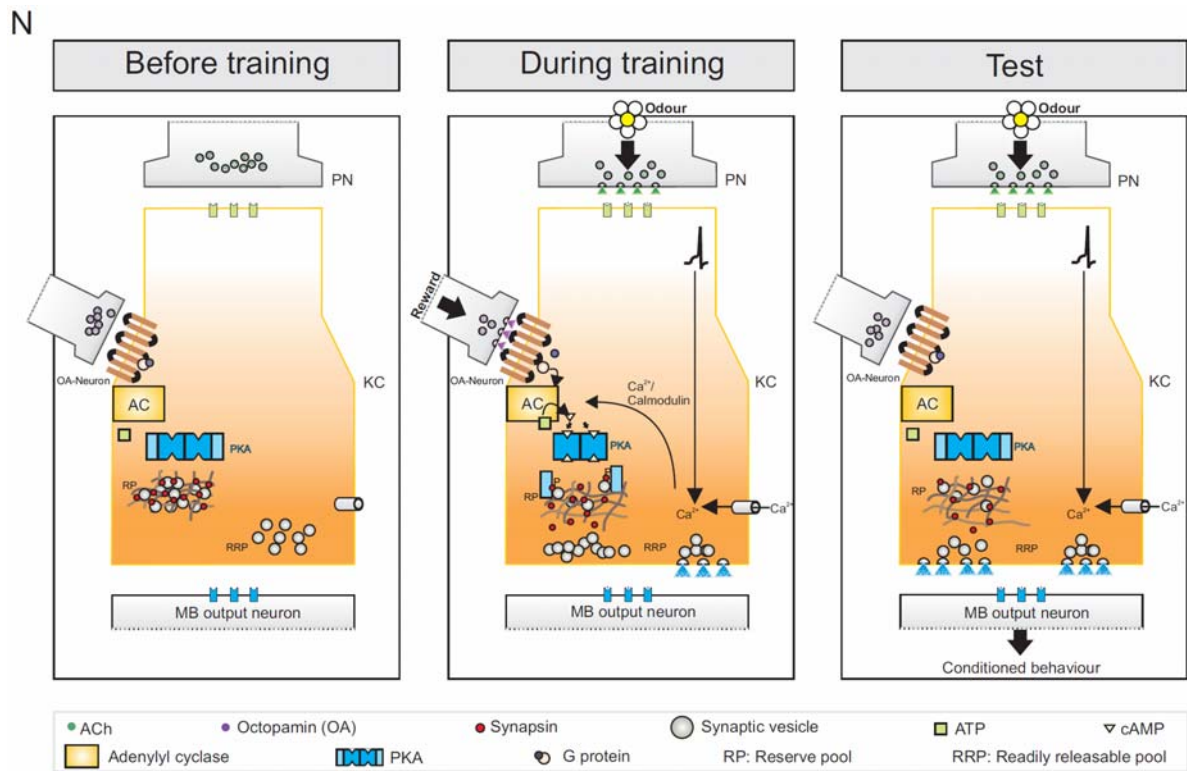 N
Before training
During training
Test
PN
OA-Neuron
AC
KC
PKA
RP
RRP
MB output neuron
Odour
PN
Reward
OA-Neuron
AC
Ca²⁺/
Calmodulin
KC
PKA
RP
P
P
Ca²⁺
Ca²⁺
RRP
MB output neuron
Odour
PN
OA-Neuron
AC
KC
PKA
RP
Ca²⁺
Ca²⁺
RRP
MB output neuron
Conditioned behaviour
ACh
Octopamin (OA)
Synapsin
Synaptic vesicle
ATP
cAMP
Adenylyl cyclase
PKA
G protein
RP: Reserve pool
RRP: Readily releasable pool